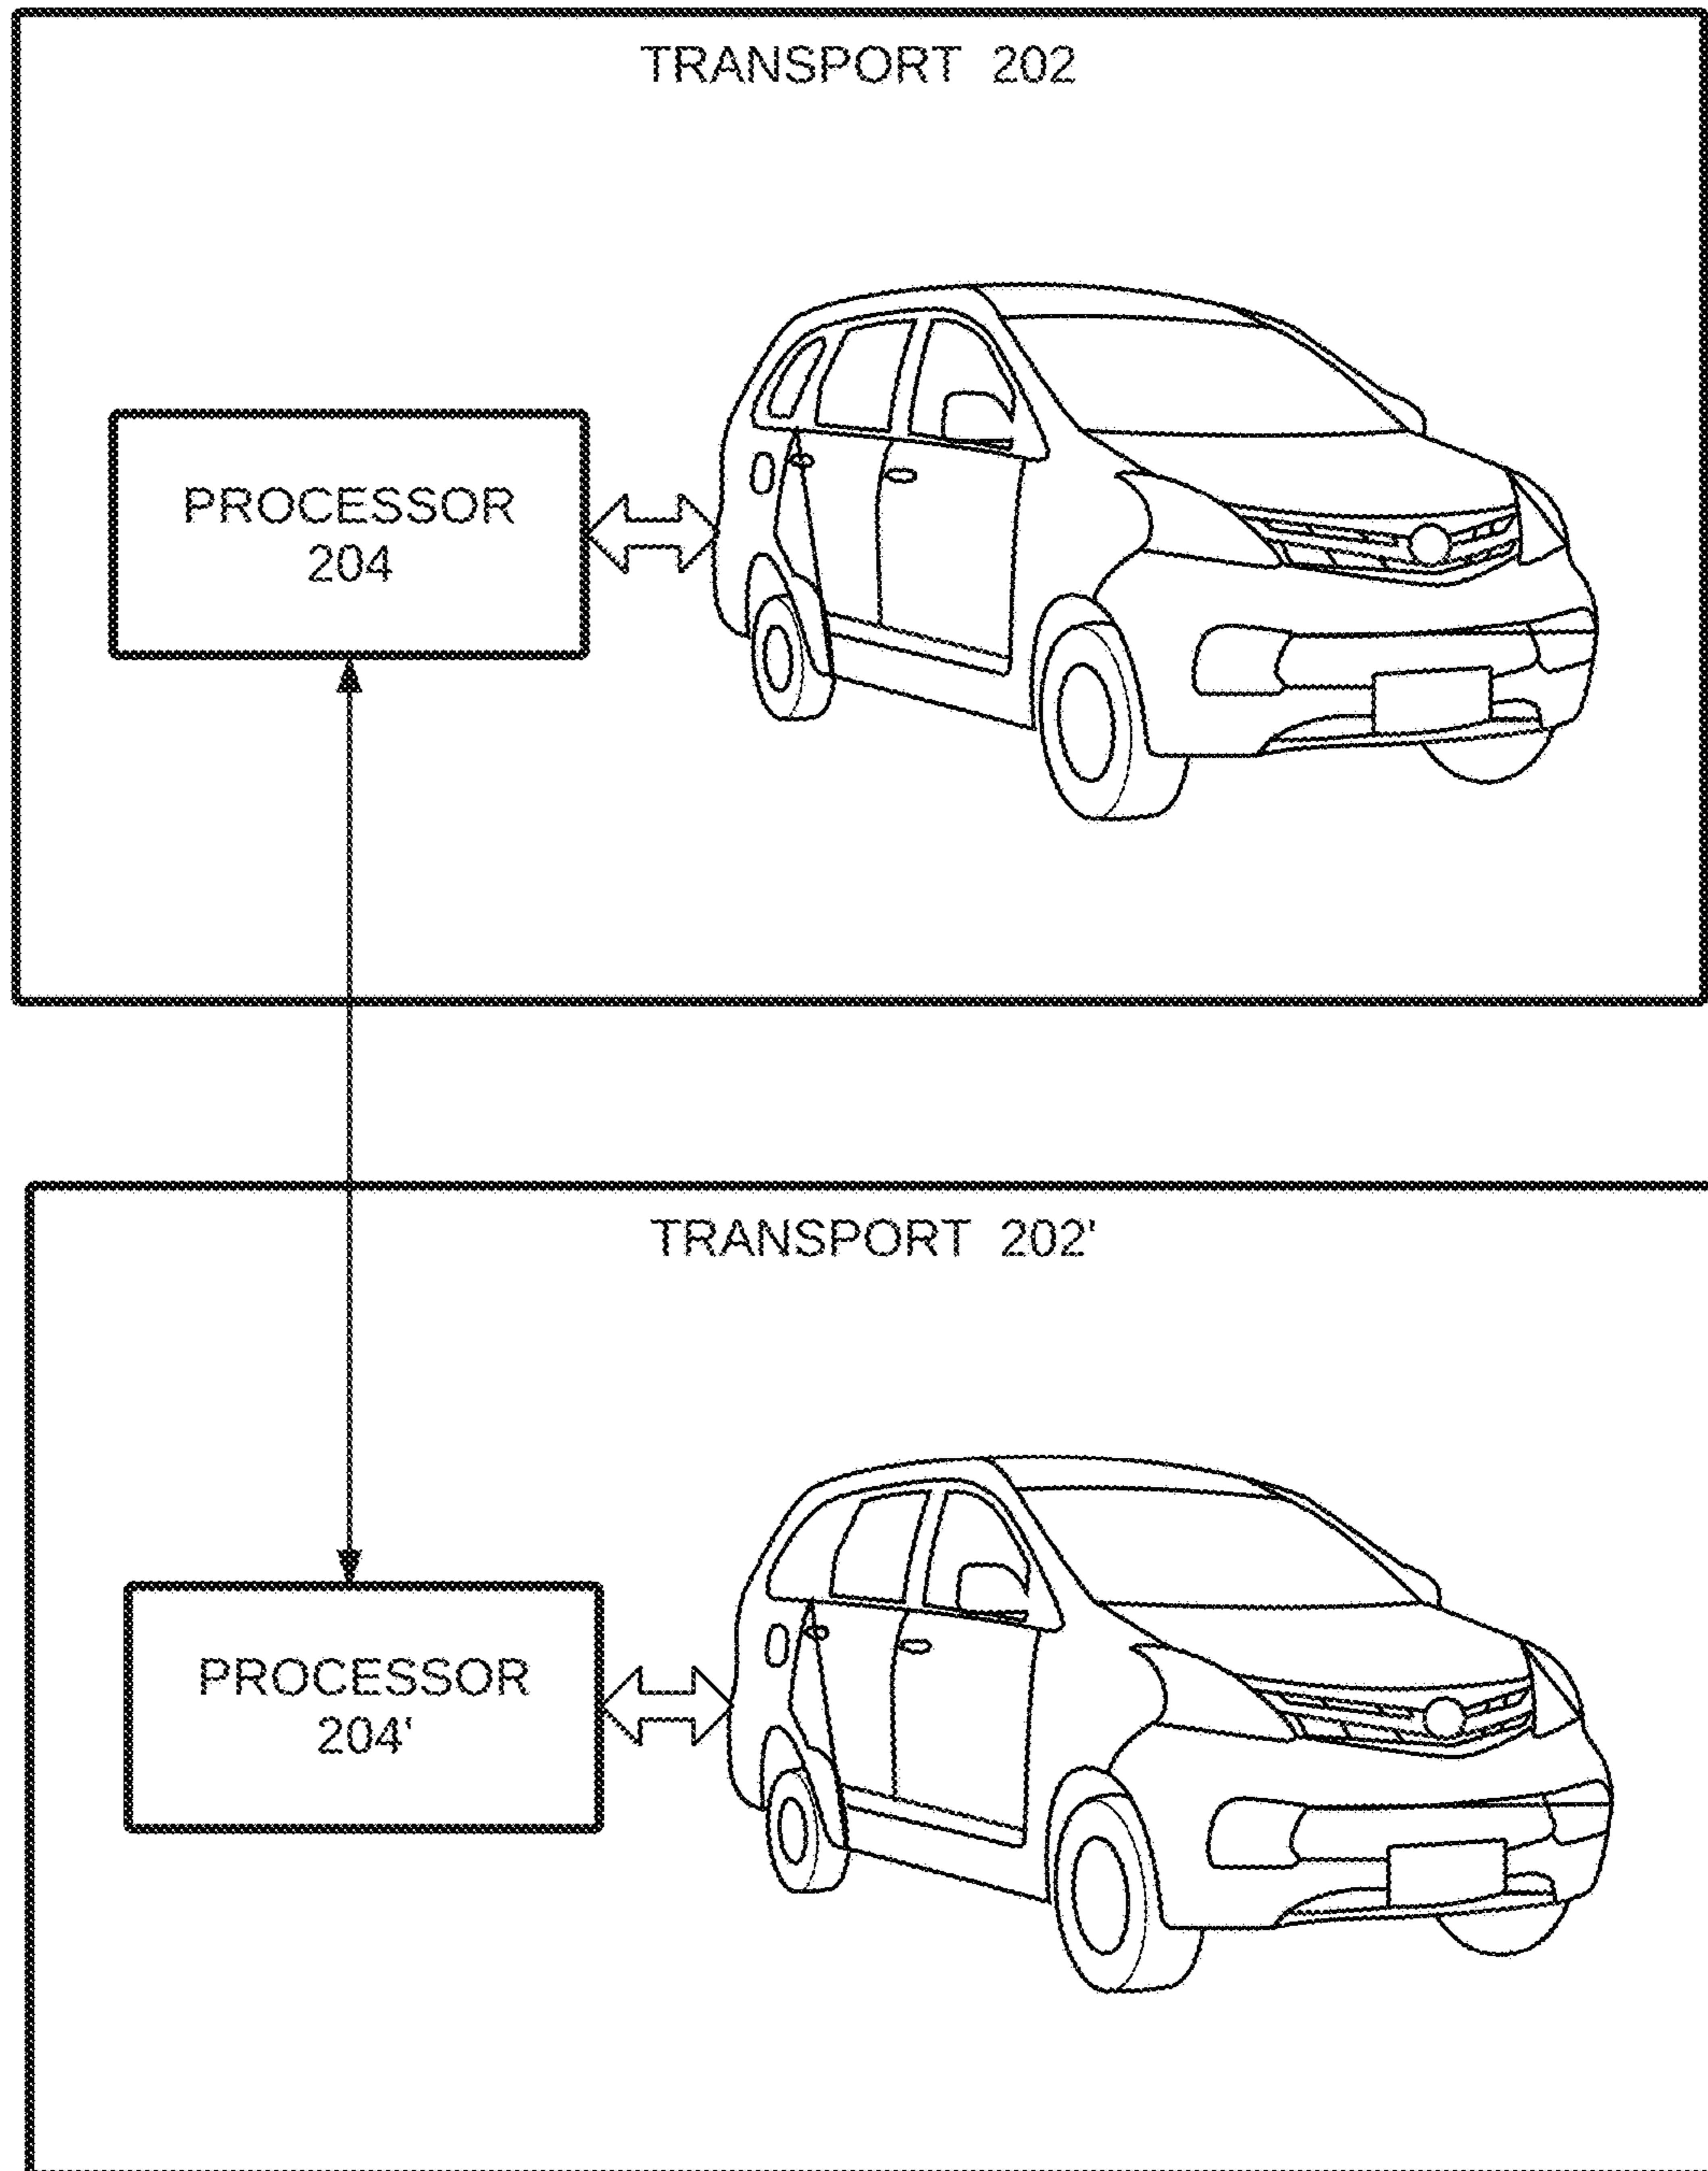 TRANSPORT 202
PROCESSOR
204
TRANSPORT 202'
PROCESSOR
204'